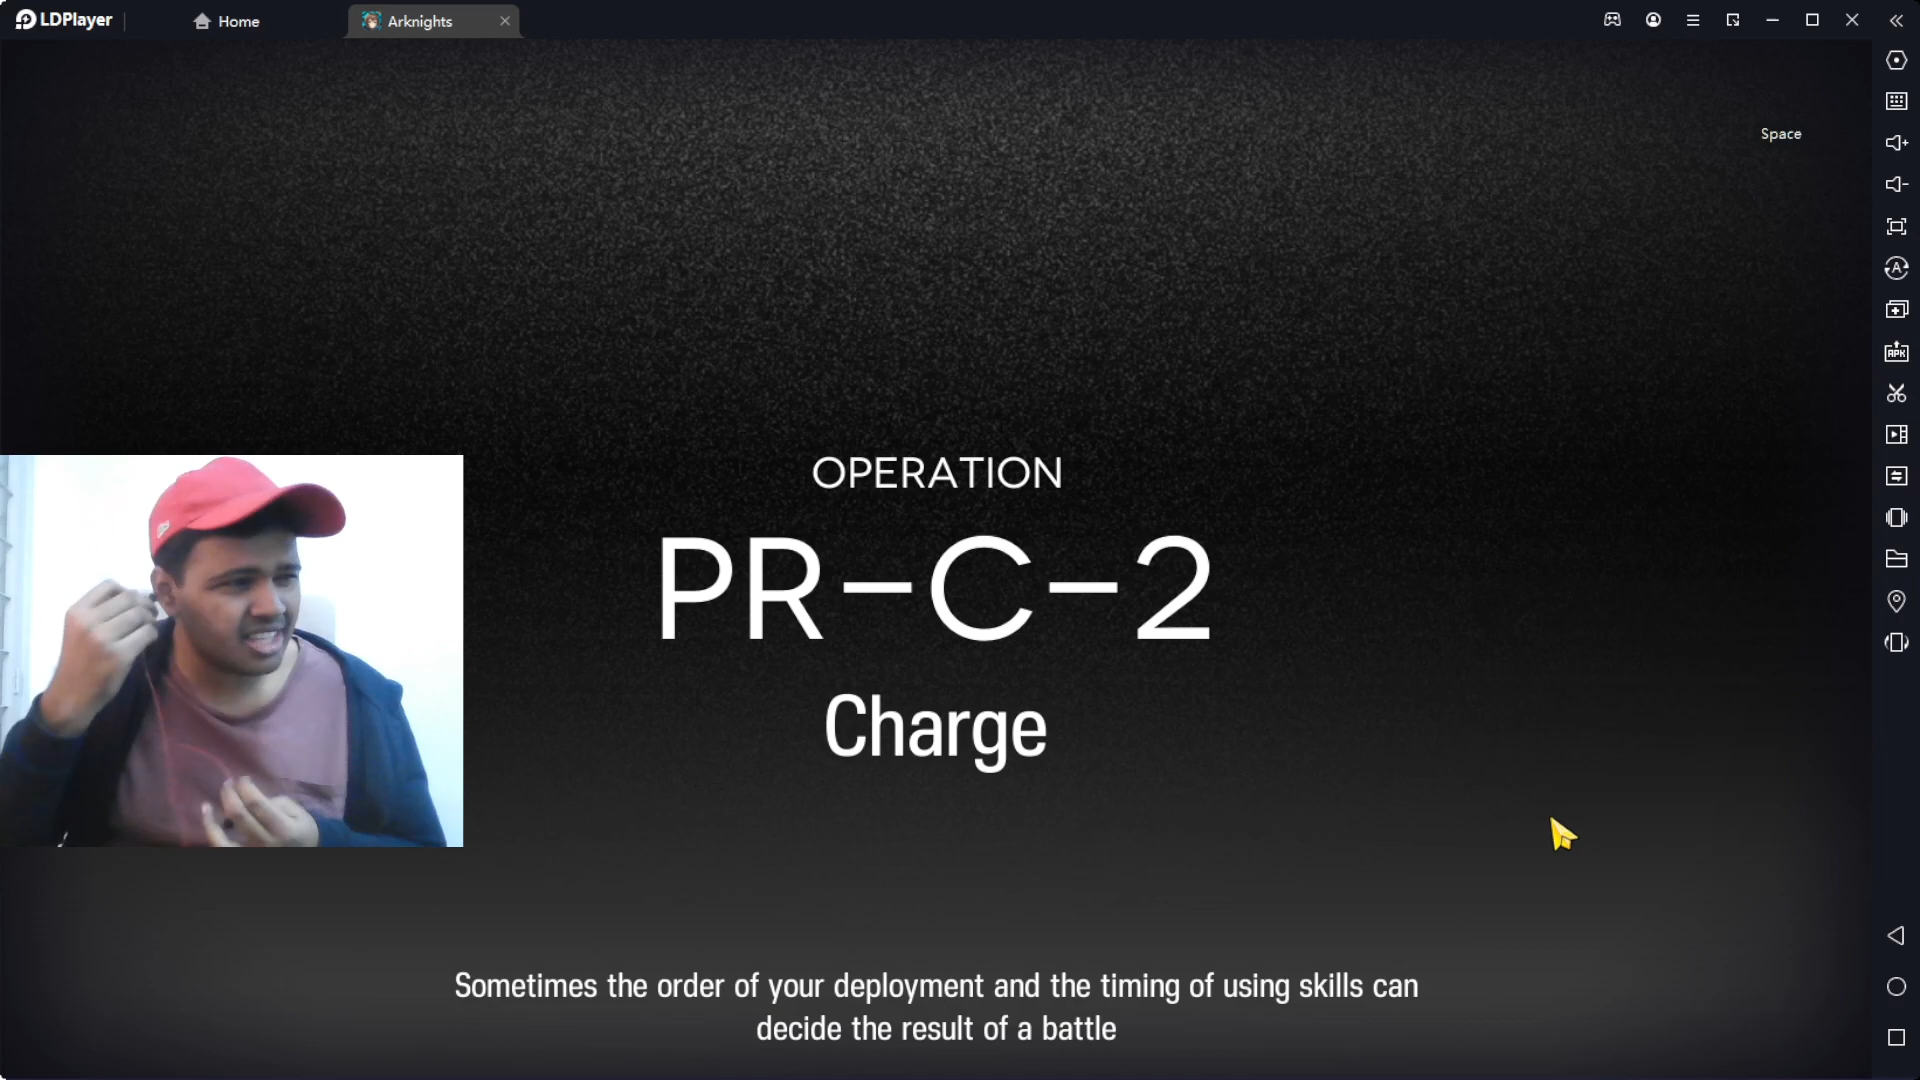 LDPlayer
Home
Arknights
Space
OPERATION
PR-C-2
Charge
Sometimes the order of your deployment and the timing of using skills can
decide the result of a battle
APK